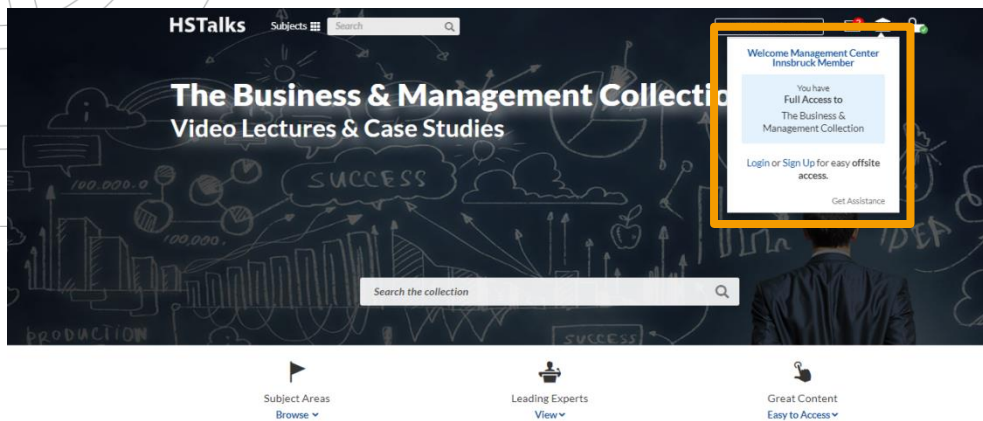 HSTalks Subjects Search
Welcome Management Center
Innsbruck Member
You have
Full Access to
The Business &
Management Collection
Login or Sign Up for easy offsite
access.
Get Assistance
The Business & Management Collectio
Video Lectures & Case Studies
100.000.0
SUCCESS
100,000.
IDEA
Search the collection
PRODUCTION
SUCCESS
Subject Areas
Browse
Leading Experts
View
Great Content
Easy to Access